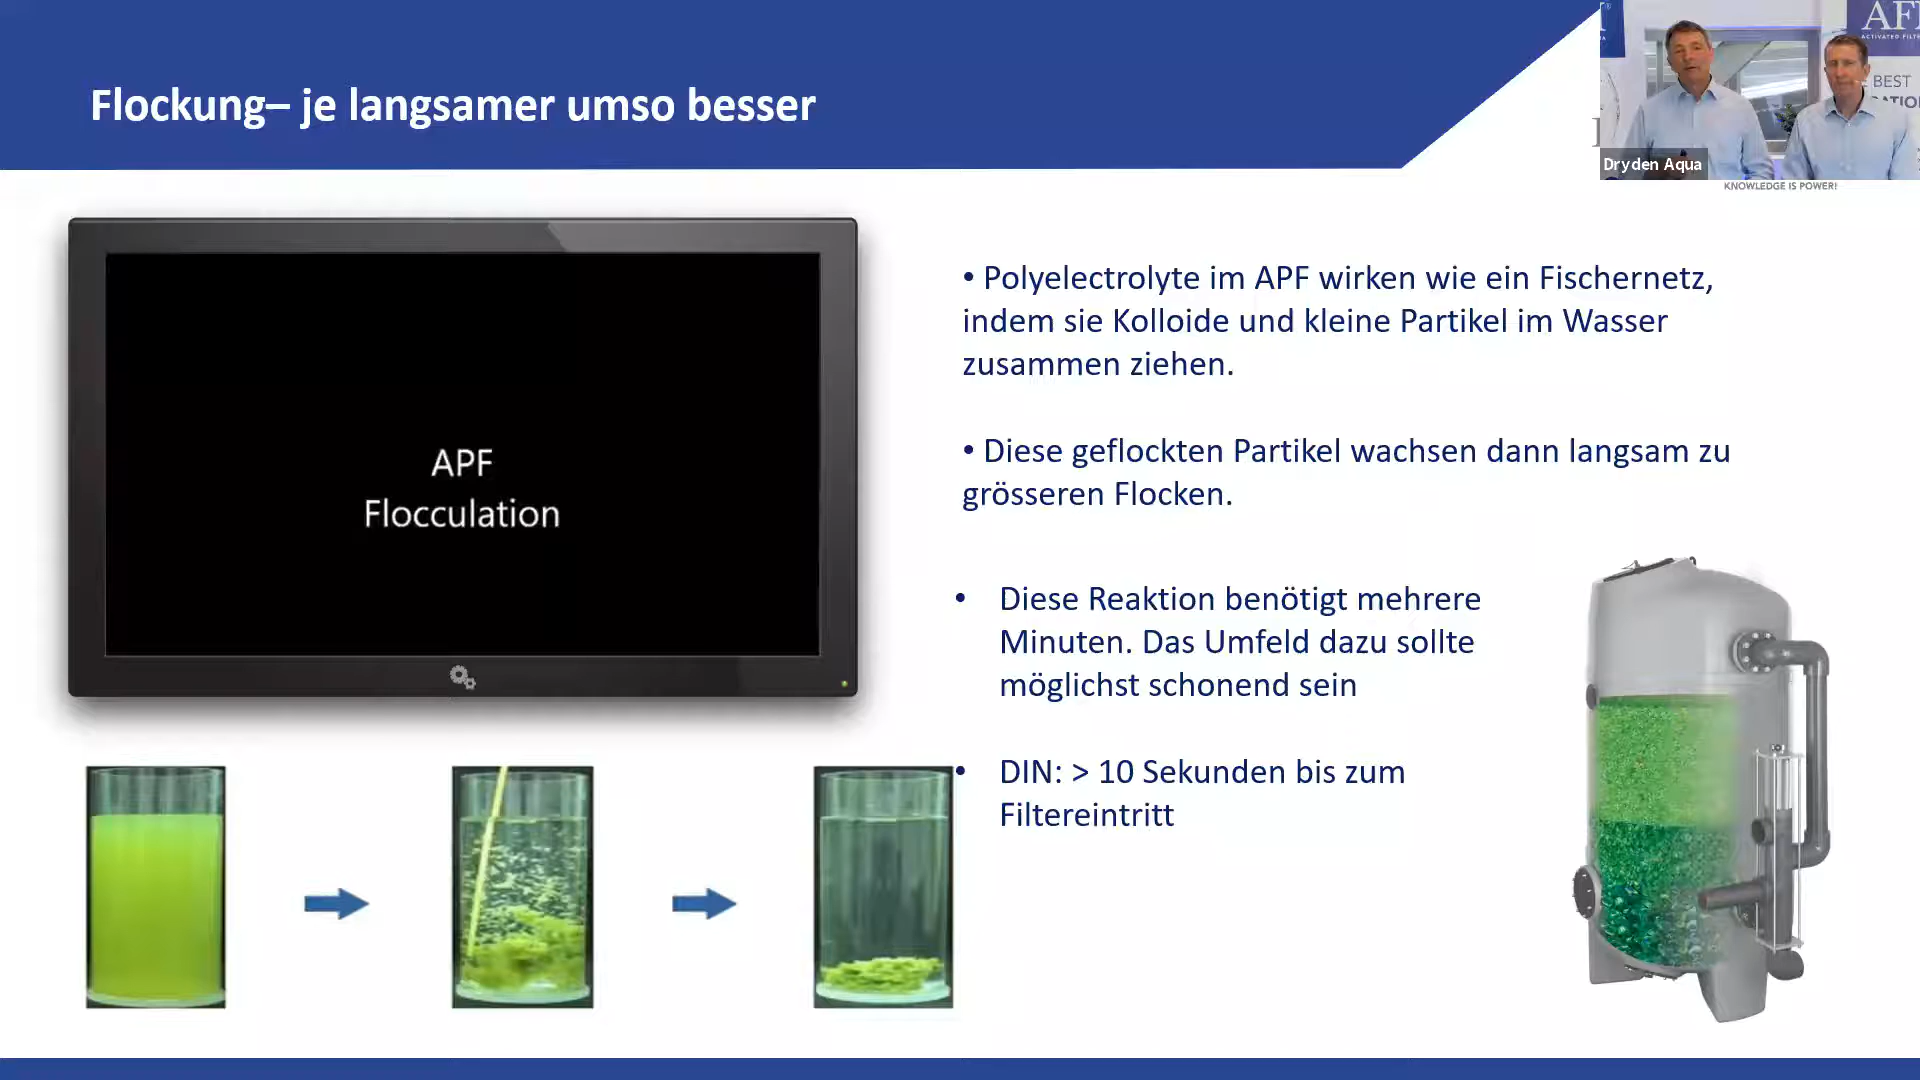 Flockung– je langsamer umso besser
AF
ACTIVATED FILT
BEST
Dryden Aqua
KNOWLEDGE IS POWER!
APF
Flocculation
• Polyelectrolyte im APF wirken wie ein Fischernetz,
indem sie Kolloide und kleine Partikel im Wasser
zusammen ziehen.
• Diese geflockten Partikel wachsen dann langsam zu
grösseren Flocken.
• Diese Reaktion benötigt mehrere
Minuten. Das Umfeld dazu sollte
möglichst schonend sein
• DIN: > 10 Sekunden bis zum
Filtereintritt